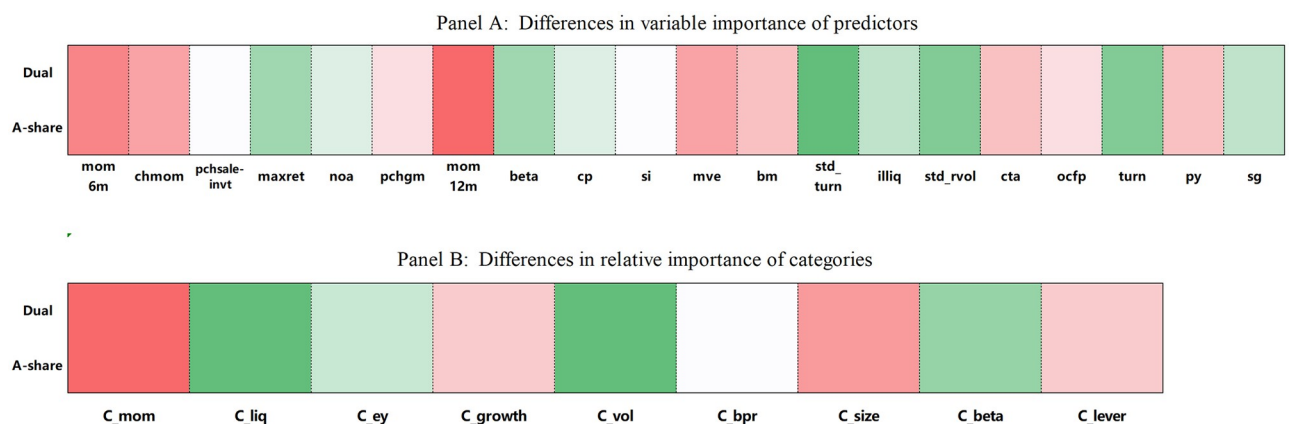 Panel A: Differences in variable importance of predictors
Dual
A-share
mom 6m
chmom
pchsale-invt
maxret
noa
pchgm
mom 12m
beta
cp
si
mve
bm
std_turn
illiq
std_rvol
cta
ocfp
turn
py
sg
Panel B: Differences in relative importance of categories
Dual
A-share
C_mom
C_liq
C_ey
C_growth
C_vol
C_bpr
C_size
C_beta
C_lever